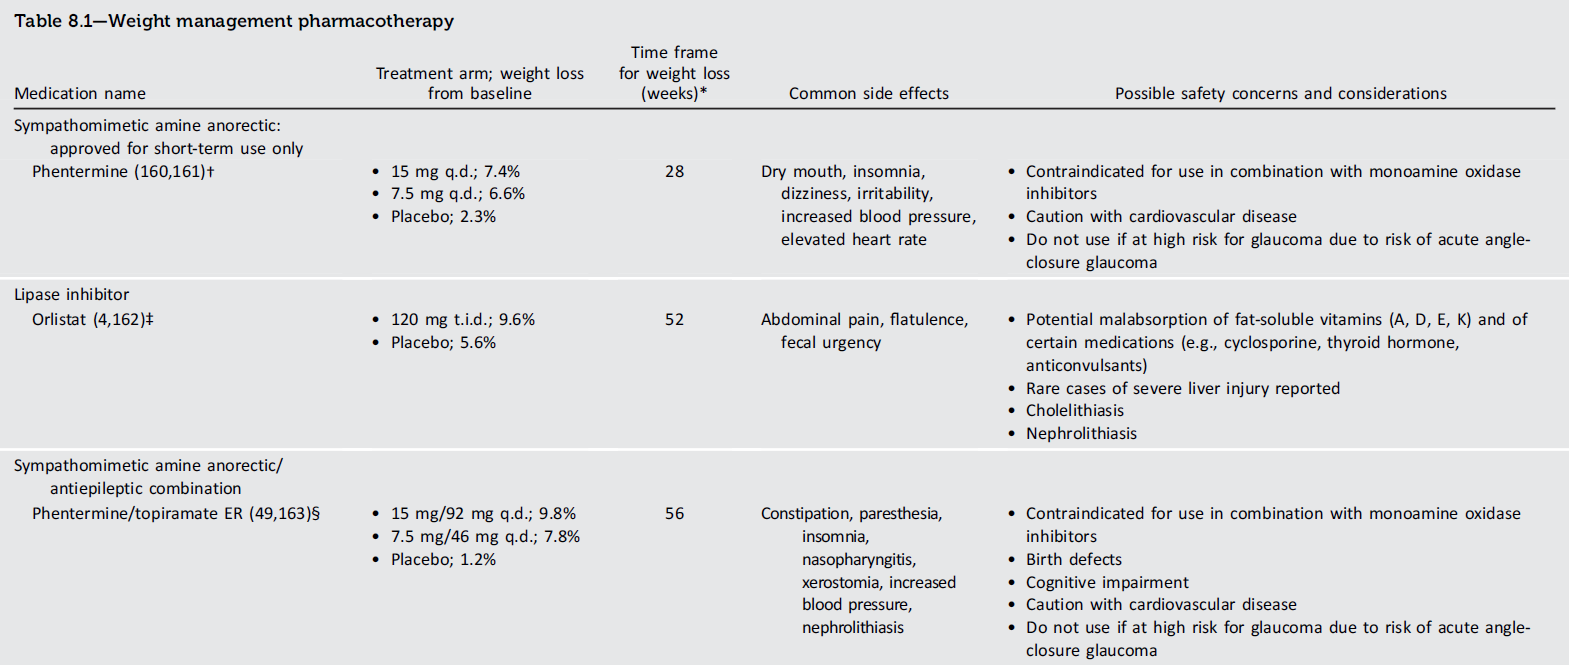 Table 8.1—Weight management pharmacotherapy
Medication name
Treatment arm; weight loss
from baseline
Time frame
for weight loss
(weeks)*
Common side effects
Possible safety concerns and considerations
Sympathomimetic amine anorectic:
approved for short-term use only
Phentermine (160,161)†
• 15 mg q.d.; 7.4%
• 7.5 mg q.d.; 6.6%
• Placebo; 2.3%
28
Dry mouth, insomnia,
dizziness, irritability,
increased blood pressure,
elevated heart rate
• Contraindicated for use in combination with monoamine oxidase
inhibitors
• Caution with cardiovascular disease
• Do not use if at high risk for glaucoma due to risk of acute angle-
closure glaucoma
Lipase inhibitor
Orlistat (4,162)‡
• 120 mg t.i.d.; 9.6%
• Placebo; 5.6%
52
Abdominal pain, flatulence,
fecal urgency
• Potential malabsorption of fat-soluble vitamins (A, D, E, K) and of
certain medications (e.g., cyclosporine, thyroid hormone,
anticonvulsants)
• Rare cases of severe liver injury reported
• Cholelithiasis
• Nephrolithiasis
Sympathomimetic amine anorectic/
antiepileptic combination
Phentermine/topiramate ER (49,163)§
• 15 mg/92 mg q.d.; 9.8%
• 7.5 mg/46 mg q.d.; 7.8%
• Placebo; 1.2%
56
Constipation, paresthesia,
insomnia,
nasopharyngitis,
xerostomia, increased
blood pressure,
nephrolithiasis
• Contraindicated for use in combination with monoamine oxidase
inhibitors
• Birth defects
• Cognitive impairment
• Caution with cardiovascular disease
• Do not use if at high risk for glaucoma due to risk of acute angle-
closure glaucoma